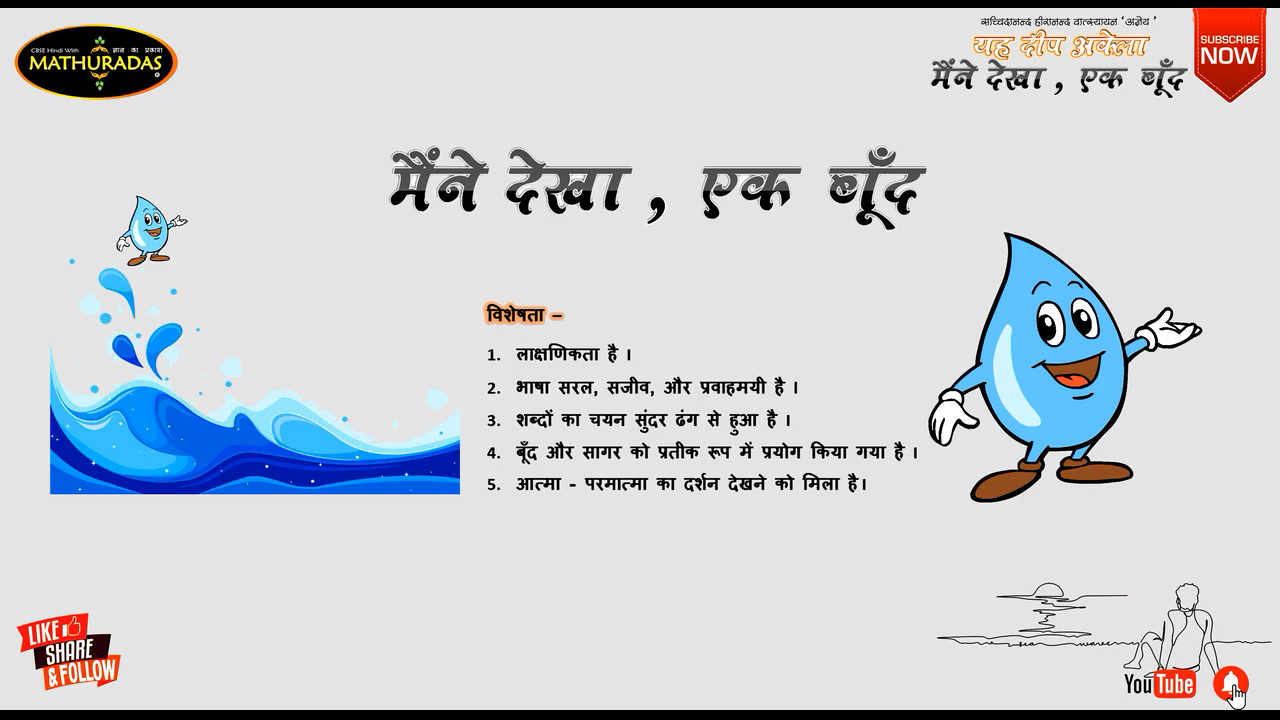 CBSE Hindi With ज्ञान का प्रकाश
MATHURADAS
सच्चिदानन्द हीरानन्द वात्स्यायन ‘अज्ञेय’
यह दीप अकेला
मैंने देखा , एक बूँद
SUBSCRIBE
NOW
मैंने देखा , एक बूँद
विशेषता –
1. लाक्षणिकता है ।
2. भाषा सरल, सजीव, और प्रवाहमयी है ।
3. शब्दों का चयन सुंदर ढंग से हुआ है ।
4. बूँद और सागर को प्रतीक रूप में प्रयोग किया गया है ।
5. आत्मा - परमात्मा का दर्शन देखने को मिला है।
LIKE
SHARE
& FOLLOW
YouTube